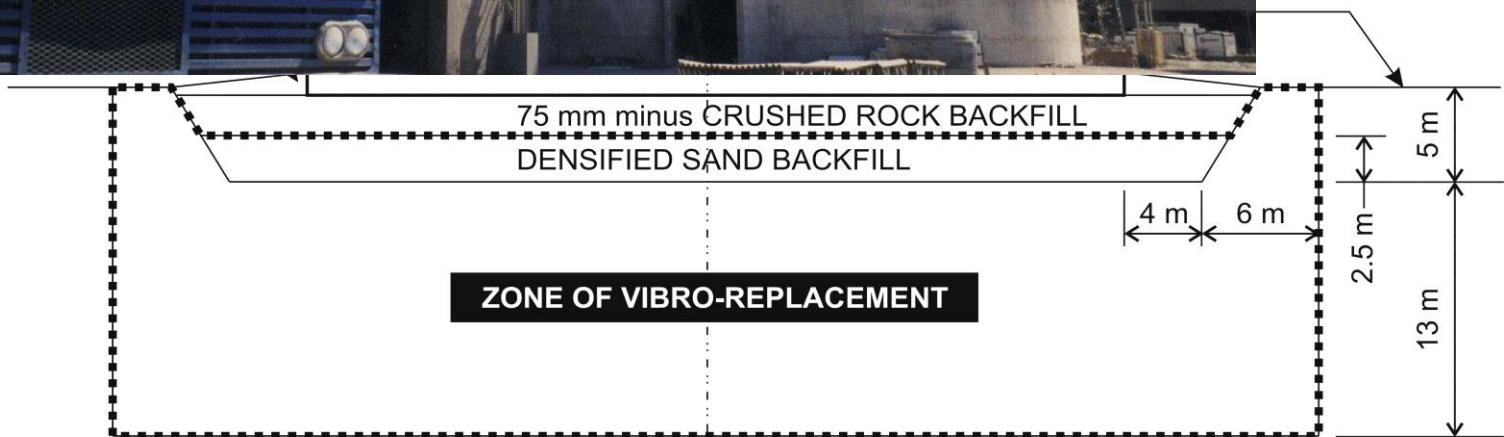 75 mm minus CRUSHED ROCK BACKFILL
DENSIFIED SAND BACKFILL
5 m
4 m
6 m
2.5 m
ZONE OF VIBRO-REPLACEMENT
13 m